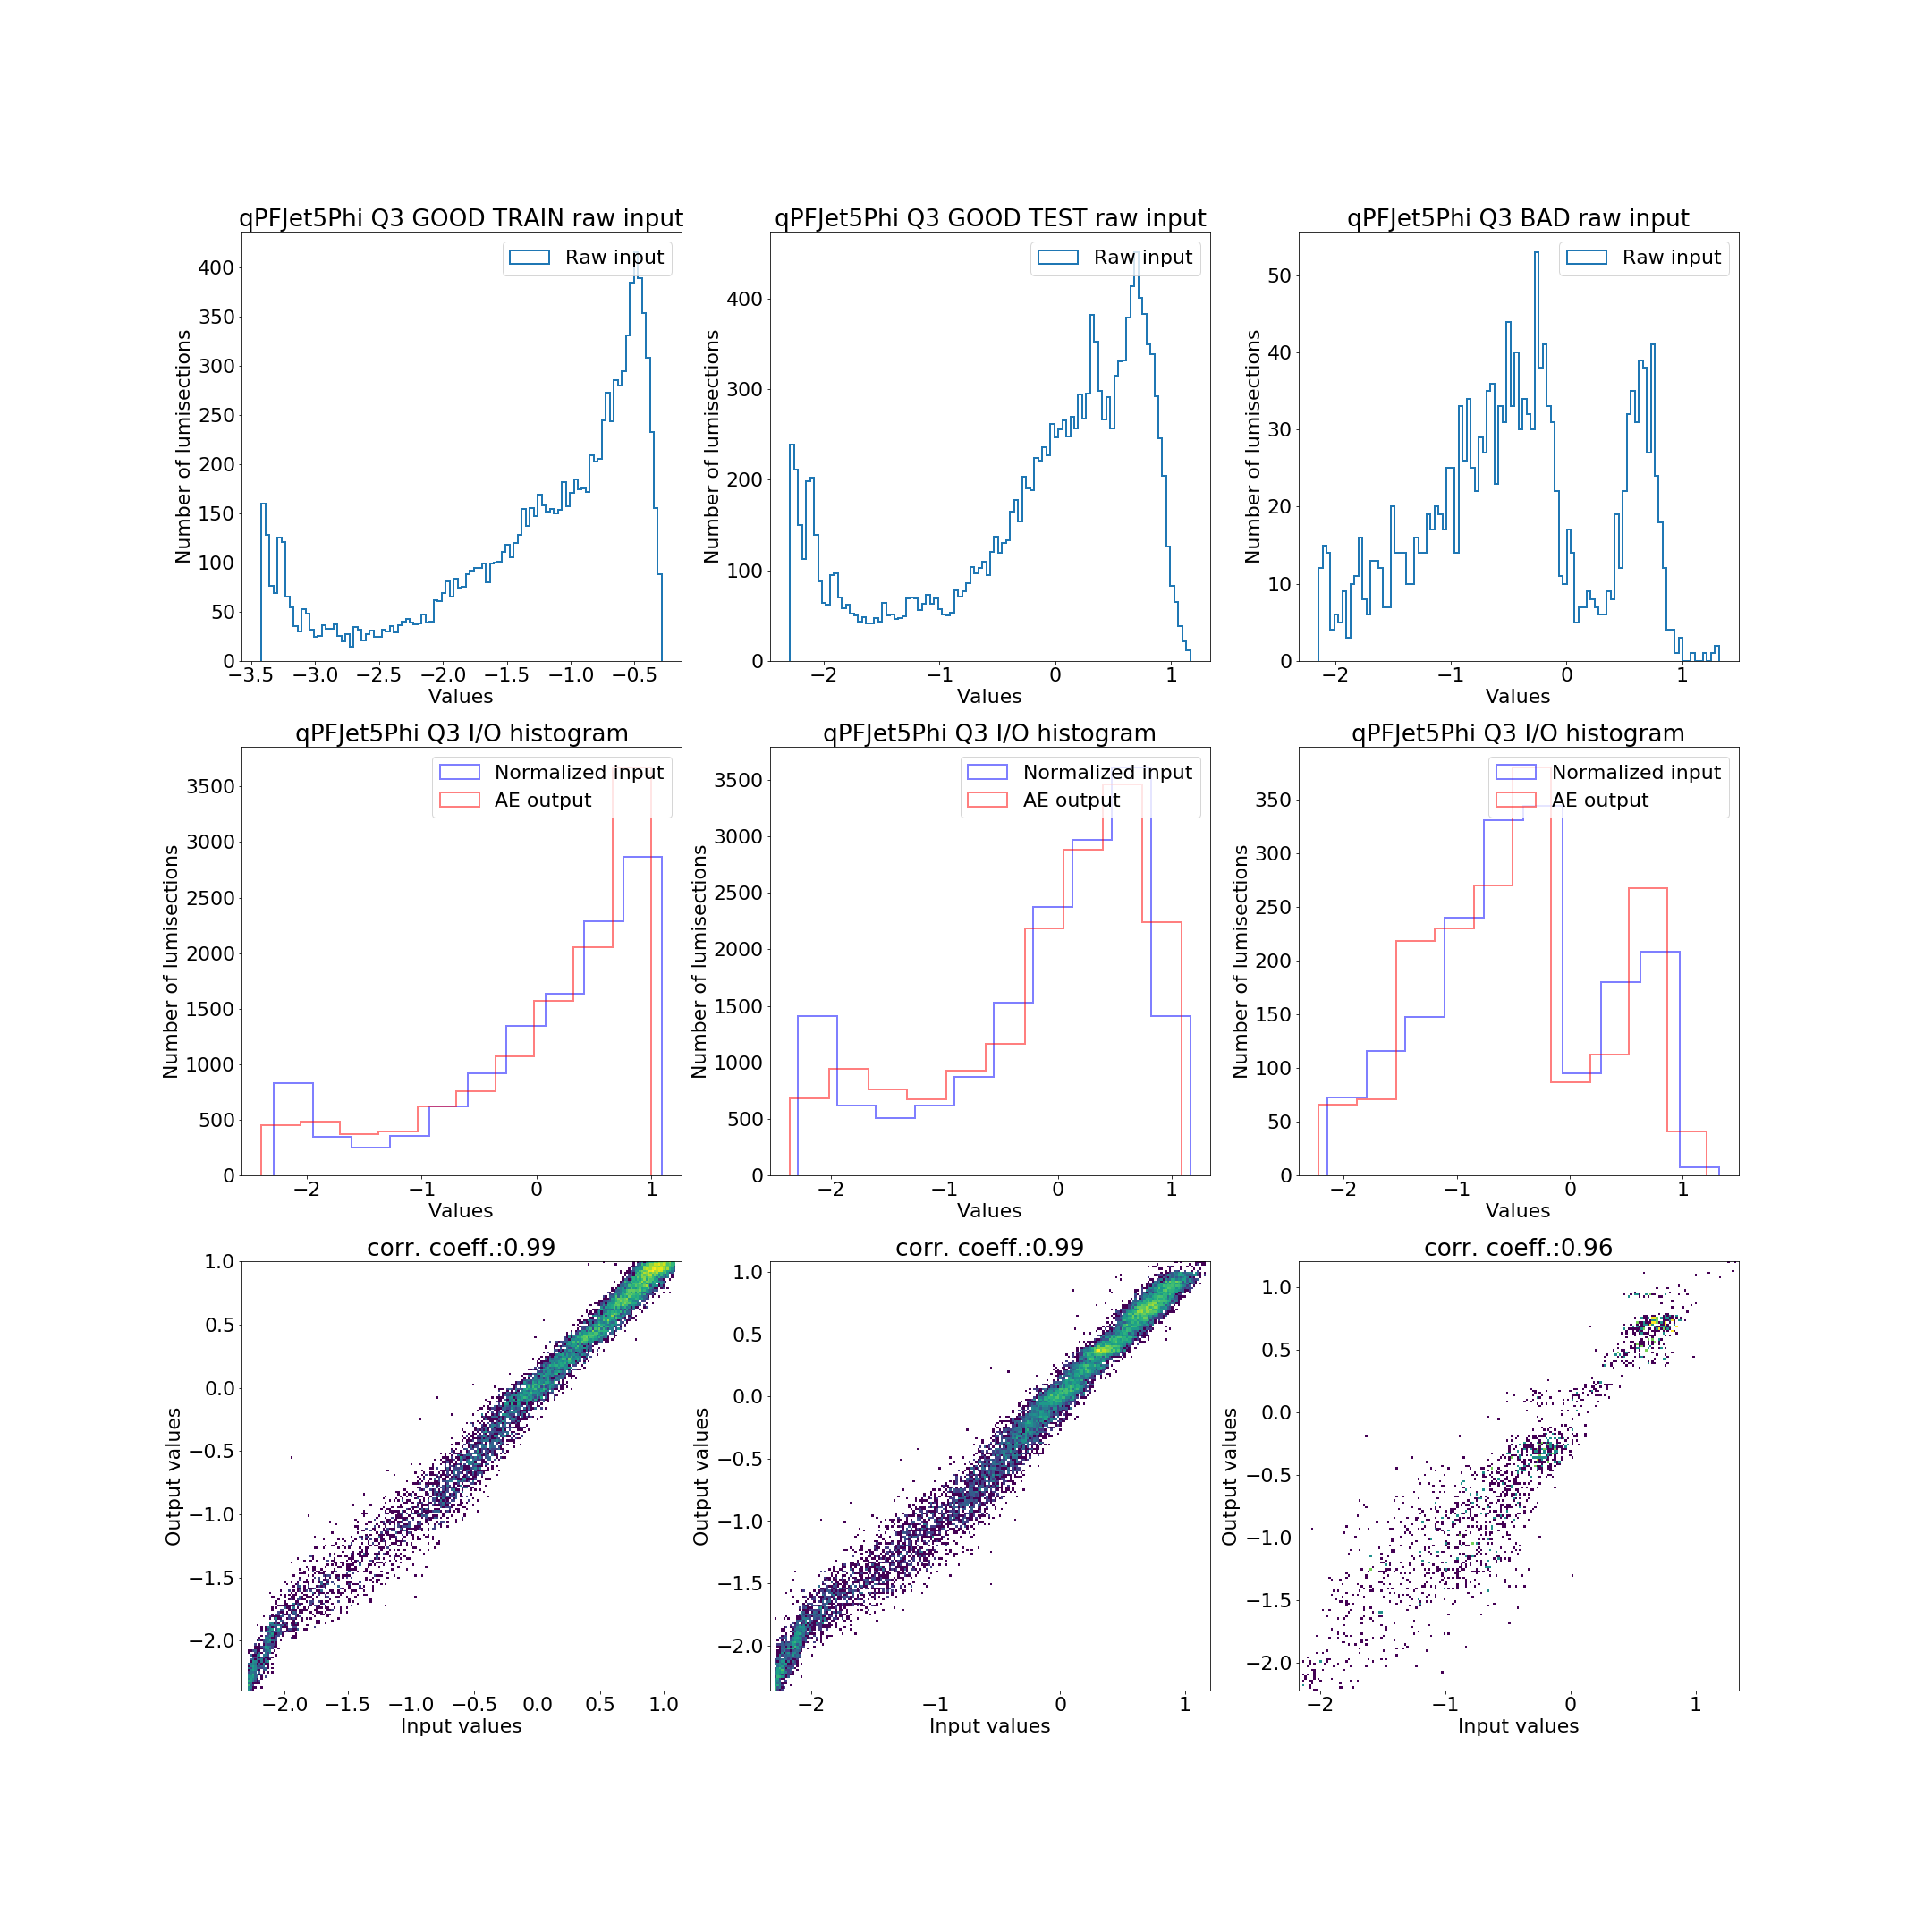 qPFJet5Phi Q3 GOOD TRAIN raw input
Raw input
Number of lumisections
400
350
300
250
200
150
100
50
0
−3.5 −3.0 −2.5 −2.0 −1.5 −1.0 −0.5
Values
qPFJet5Phi Q3 GOOD TEST raw input
Raw input
Number of lumisections
400
300
200
100
0
−2 −1 0 1
Values
qPFJet5Phi Q3 BAD raw input
Raw input
Number of lumisections
50
40
30
20
10
0
−2 −1 0 1
Values
qPFJet5Phi Q3 I/O histogram
Normalized input
AE output
Number of lumisections
3500
3000
2500
2000
1500
1000
500
0
−2 −1 0 1
Values
qPFJet5Phi Q3 I/O histogram
Normalized input
AE output
Number of lumisections
3500
3000
2500
2000
1500
1000
500
0
−2 −1 0 1
Values
qPFJet5Phi Q3 I/O histogram
Normalized input
AE output
Number of lumisections
350
300
250
200
150
100
50
0
−2 −1 0 1
Values
corr. coeff.:0.99
Output values
1.0
0.5
0.0
−0.5
−1.0
−1.5
−2.0
−2.0 −1.5 −1.0 −0.5 0.0 0.5 1.0
Input values
corr. coeff.:0.99
Output values
1.0
0.5
0.0
−0.5
−1.0
−1.5
−2.0
−2 −1 0 1
Input values
corr. coeff.:0.96
Output values
1.0
0.5
0.0
−0.5
−1.0
−1.5
−2.0
−2 −1 0 1
Input values